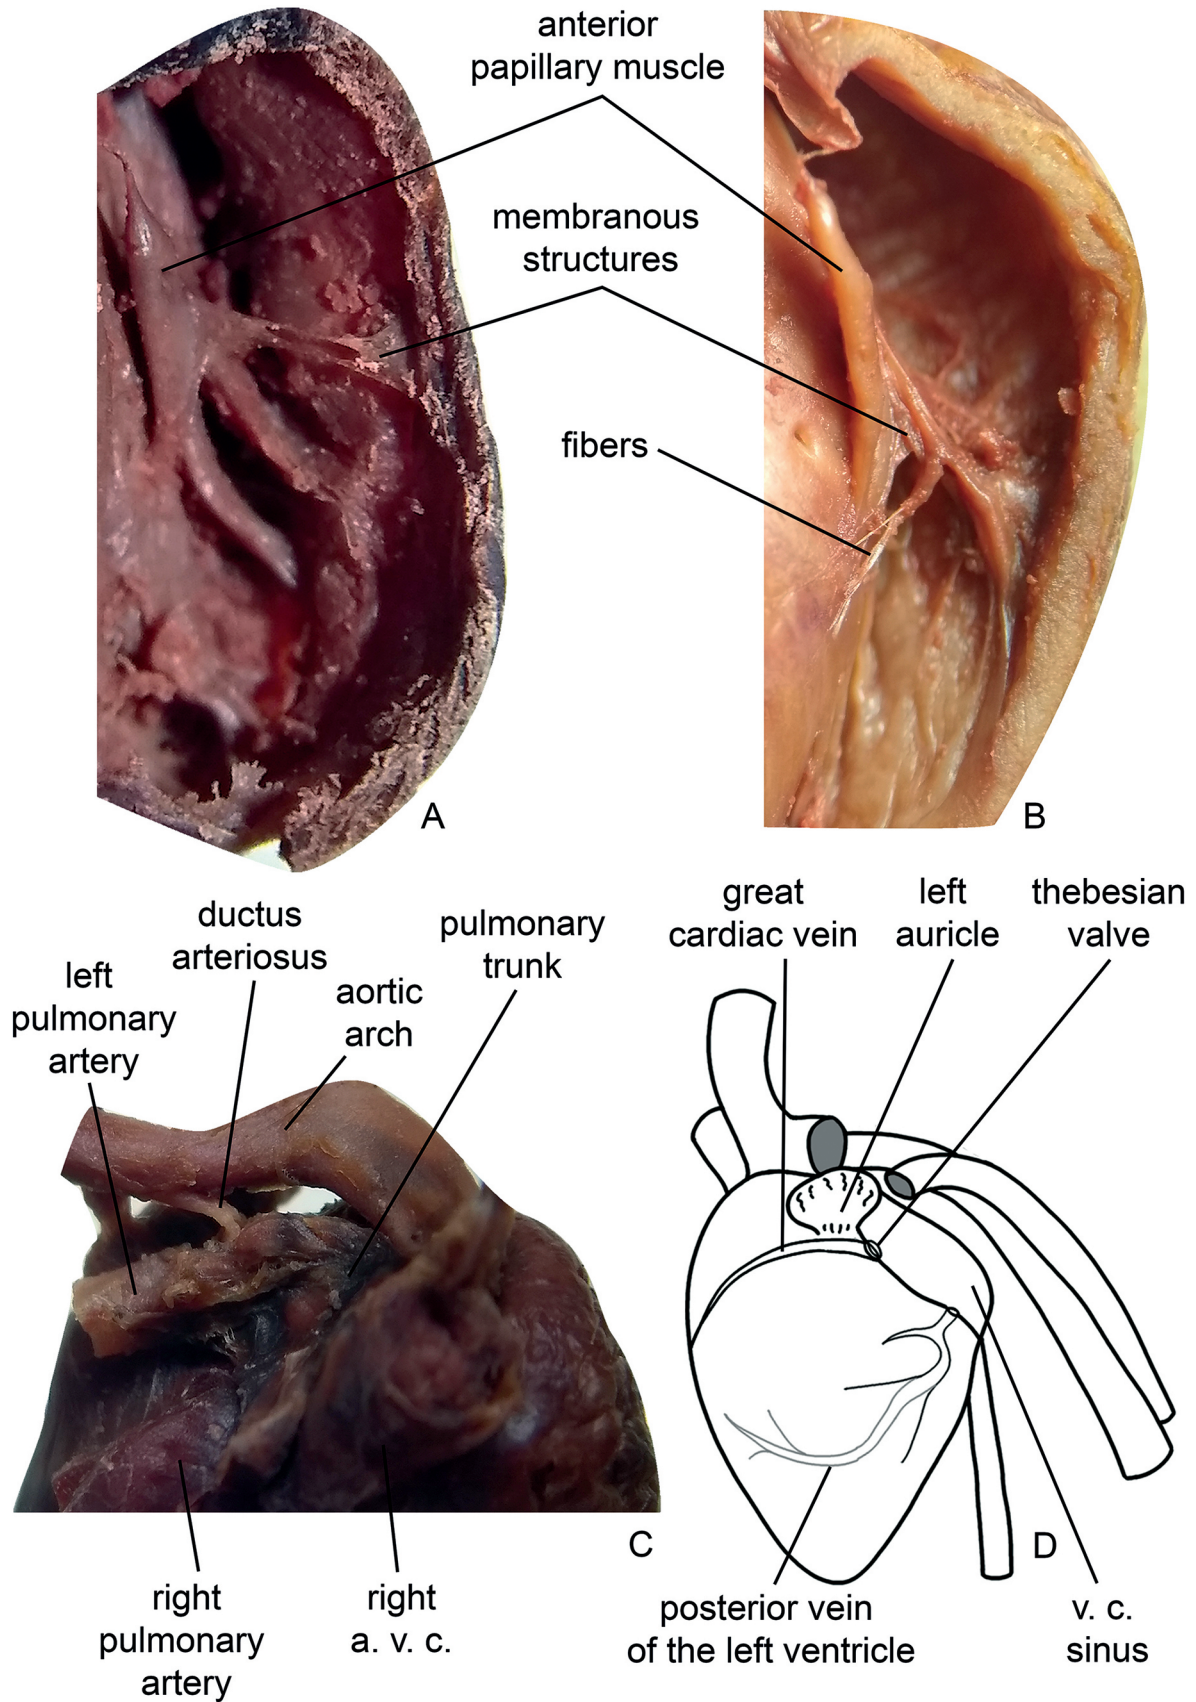 anterior
papillary muscle
membranous
structures
fibers
A
B
ductus
arteriosus
pulmonary
trunk
left
pulmonary
artery
aortic
arch
great
cardiac vein
left
auricle
thebesian
valve
C
D
right
pulmonary
artery
right
a. v. c.
posterior vein
of the left ventricle
v. c.
sinus